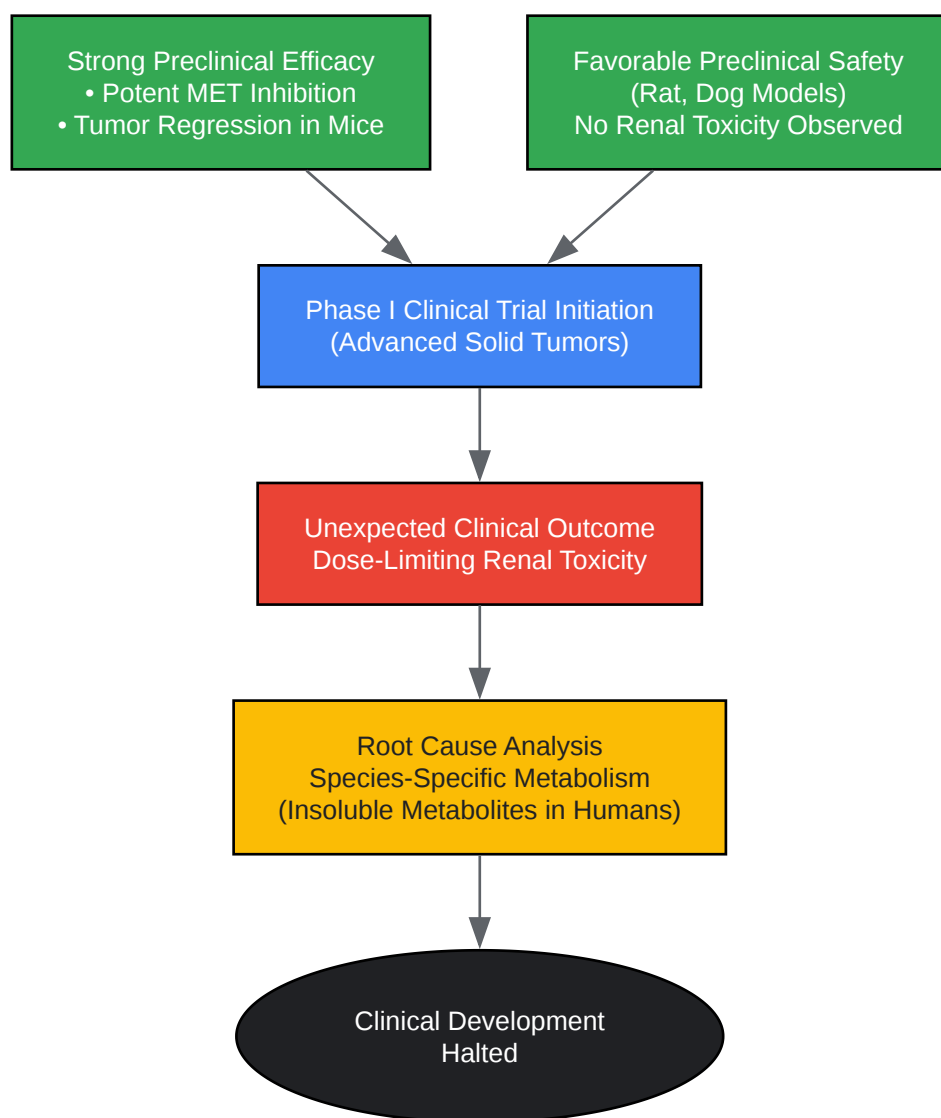 Strong Preclinical Efficacy
• Potent MET Inhibition
• Tumor Regression in Mice
Favorable Preclinical Safety
(Rat, Dog Models)
No Renal Toxicity Observed
Phase I Clinical Trial Initiation
(Advanced Solid Tumors)
Unexpected Clinical Outcome
Dose-Limiting Renal Toxicity
Root Cause Analysis
Species-Specific Metabolism
(Insoluble Metabolites in Humans)
Clinical Development
Halted